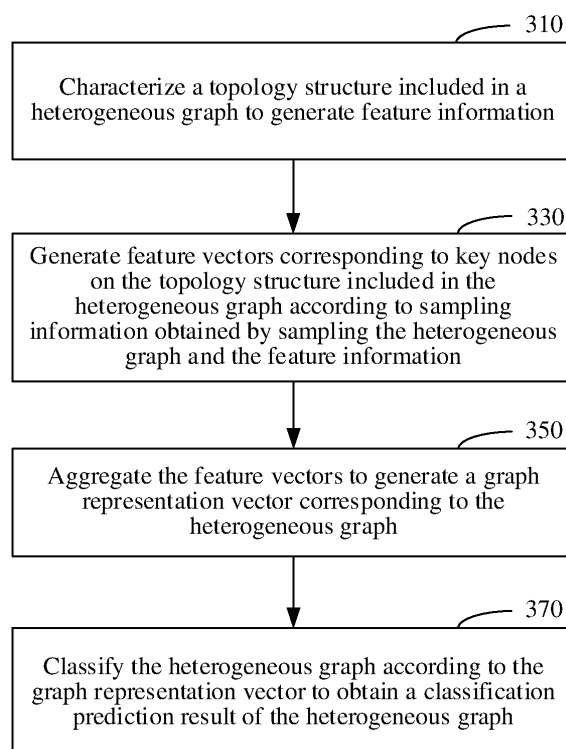 310
Characterize a topology structure included in a
heterogeneous graph to generate feature information
330
Generate feature vectors corresponding to key nodes
on the topology structure included in the
heterogeneous graph according to sampling
information obtained by sampling the heterogeneous
graph and the feature information
350
Aggregate the feature vectors to generate a graph
representation vector corresponding to the
heterogeneous graph
370
Classify the heterogeneous graph according to the
graph representation vector to obtain a classification
prediction result of the heterogeneous graph